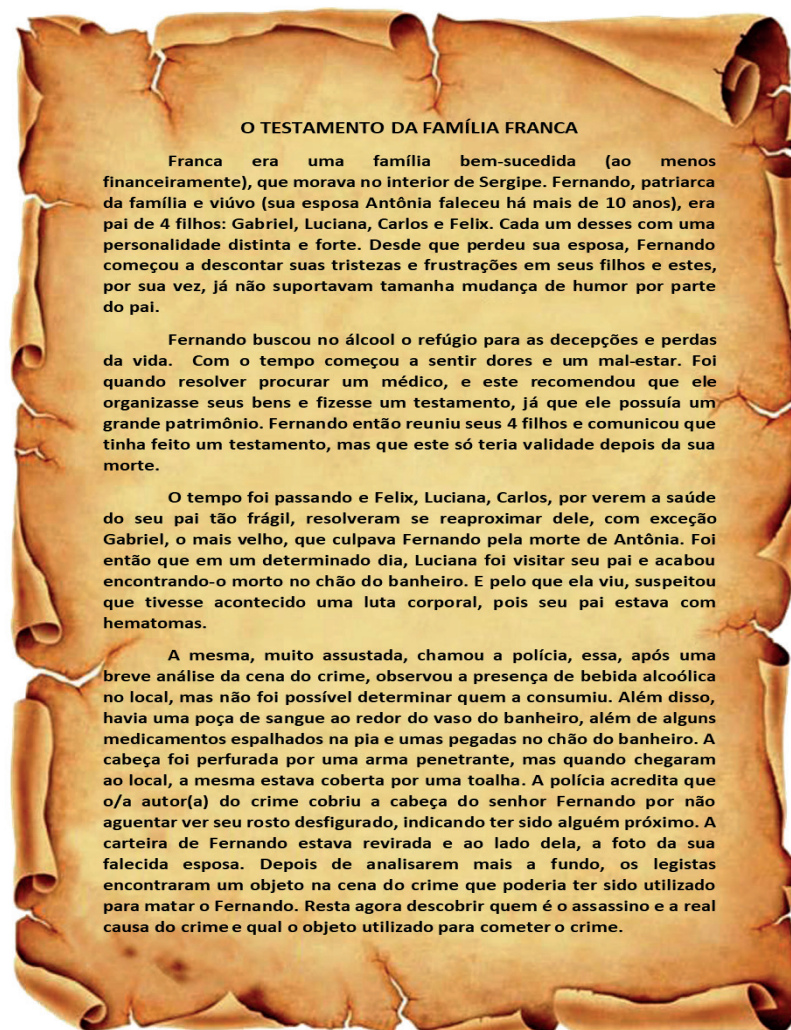 O TESTAMENTO DA FAMÍLIA FRANCA
Franca era uma família bem-sucedida (ao menos
financeiramente), que morava no interior de Sergipe. Fernando, patriarca
da família e viúvo (sua esposa Antônia faleceu há mais de 10 anos), era
pai de 4 filhos: Gabriel, Luciana, Carlos e Felix. Cada um desses com uma
personalidade distinta e forte. Desde que perdeu sua esposa, Fernando
começou a descontar suas tristezas e frustrações em seus filhos e estes,
por sua vez, já não suportavam tamanha mudança de humor por parte
do pai.
Fernando buscou no álcool o refúgio para as decepções e perdas
da vida. Com o tempo começou a sentir dores e um mal-estar. Foi
quando resolver procurar um médico, e este recomendou que ele
organizasse seus bens e fizesse um testamento, já que ele possuía um
grande patrimônio. Fernando então reuniu seus 4 filhos e comunicou que
tinha feito um testamento, mas que este só teria validade depois da sua
morte.
O tempo foi passando e Felix, Luciana, Carlos, por verem a saúde
do seu pai tão frágil, resolveram se reaproximar dele, com exceção
Gabriel, o mais velho, que culpava Fernando pela morte de Antônia. Foi
então que em um determinado dia, Luciana foi visitar seu pai e acabou
encontrando-o morto no chão do banheiro. E pelo que ela viu, suspeitou
que tivesse acontecido uma luta corporal, pois seu pai estava com
hematomas.
A mesma, muito assustada, chamou a polícia, essa, após uma
breve análise da cena do crime, observou a presença de bebida alcoólica
no local, mas não foi possível determinar quem a consumiu. Além disso,
havia uma poça de sangue ao redor do vaso do banheiro, além de alguns
medicamentos espalhados na pia e umas pegadas no chão do banheiro. A
cabeça foi perfurada por uma arma penetrante, mas quando chegaram
ao local, a mesma estava coberta por uma toalha. A polícia acredita que
o/a autor(a) do crime cobriu a cabeça do senhor Fernando por não
aguentar ver seu rosto desfigurado, indicando ter sido alguém próximo. A
carteira de Fernando estava revirada e ao lado dela, a foto da sua
falecida esposa. Depois de analisarem mais a fundo, os legistas
encontraram um objeto na cena do crime que poderia ter sido utilizado
para matar o Fernando. Resta agora descobrir quem é o assassino e a real
causa do crime e qual o objeto utilizado para cometer o crime.